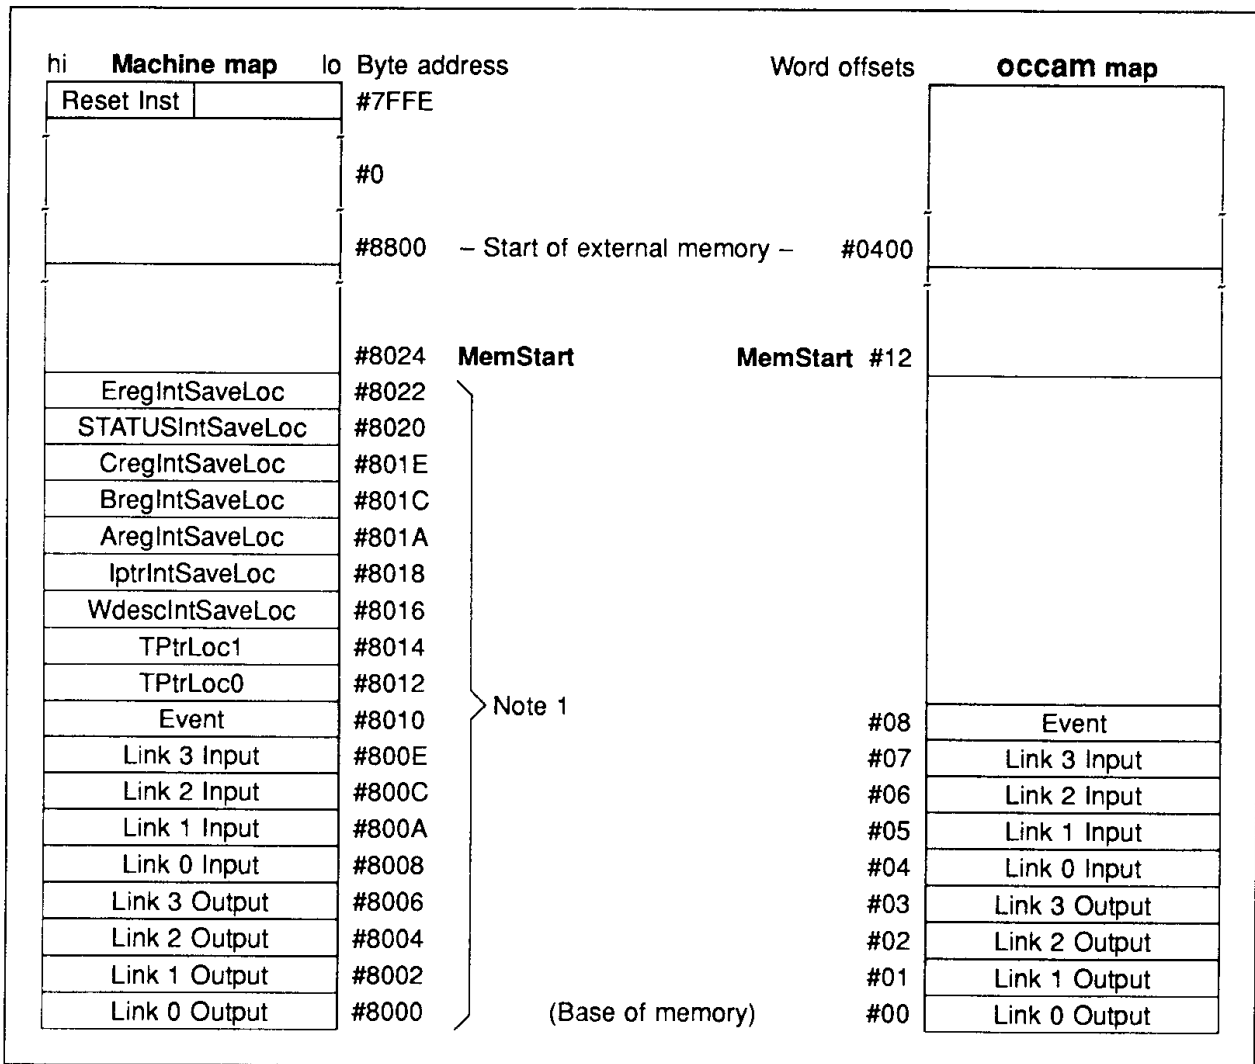 hi Machine map lo Byte address Word offsets occam map
Reset Inst #7FFE
#0
#8800 – Start of external memory – #0400
#8024 MemStart MemStart #12
EregIntSaveLoc #8022
STATUSIntSaveLoc #8020
CregIntSaveLoc #801E
BregIntSaveLoc #801C
AregIntSaveLoc #801A
IptrIntSaveLoc #8018
WdescIntSaveLoc #8016
TPtrLoc1 #8014
TPtrLoc0 #8012
Note 1
Event #8010 #08 Event
Link 3 Input #800E #07 Link 3 Input
Link 2 Input #800C #06 Link 2 Input
Link 1 Input #800A #05 Link 1 Input
Link 0 Input #8008 #04 Link 0 Input
Link 3 Output #8006 #03 Link 3 Output
Link 2 Output #8004 #02 Link 2 Output
Link 1 Output #8002 #01 Link 1 Output
Link 0 Output #8000 (Base of memory) #00 Link 0 Output